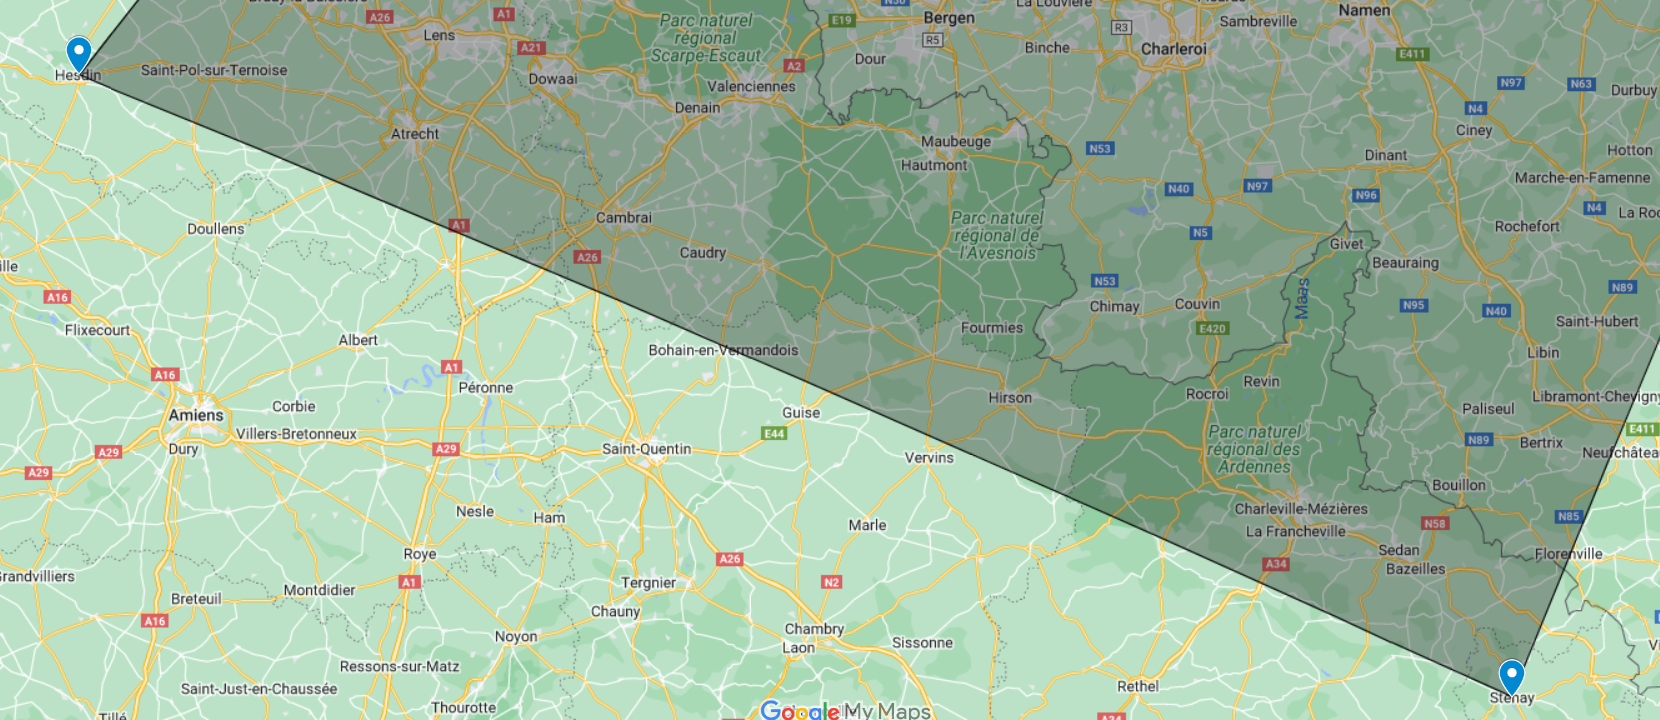 A26
A1
E19
Bergen
La Louvière
R3
Sambreville
Namen
Lens
Parc naturel
régional
Scarpe-Escaut
R5
Binche
Charleroi
E411
Hesdin
Saint-Pol-sur-Ternoise
A21
Dowaai
A2
Dour
Valenciennes
N97
N63
Durbuy
Denain
N4
Atrecht
Ciney
Maubeuge
N53
Hautmont
Dinant
Hotton
N40
N97
N96
Marche-en-Famenne
N4
Doullens
A1
Cambrai
Parc naturel
régional de
l'Avesnois
N5
Rochefort
Givet
Caudry
A26
Beauraing
N53
Maas
N89
A16
Chimay
Couvin
N95
N40
Flixecourt
Albert
Fourmies
E420
Saint-Hubert
Bohain-en-Vermandois
Libin
A16
A1
Péronne
Revin
Rocroi
Hirson
Libramont-Chevigny
Amiens
Corbie
Guise
Paliseul
Villers-Bretonneux
E44
Parc naturel
régional des
Ardennes
E411
Dury
A29
A29
Saint-Quentin
N89
Bertrix
A29
Vervins
Bouillon
Nesle
Ham
Marle
Charleville-Mézières
La Francheville
N58
N85
Roye
A26
Sedan
Florenville
A34
Bazeilles
Grandvilliers
Montdidier
A1
Tergnier
N2
Breteuil
A16
Chauny
Noyon
Chambry
Laon
Sissonne
Ressons-sur-Matz
Saint-Just-en-Chaussée
Rethel
Stenay
Thourotte
Google My Maps
A34